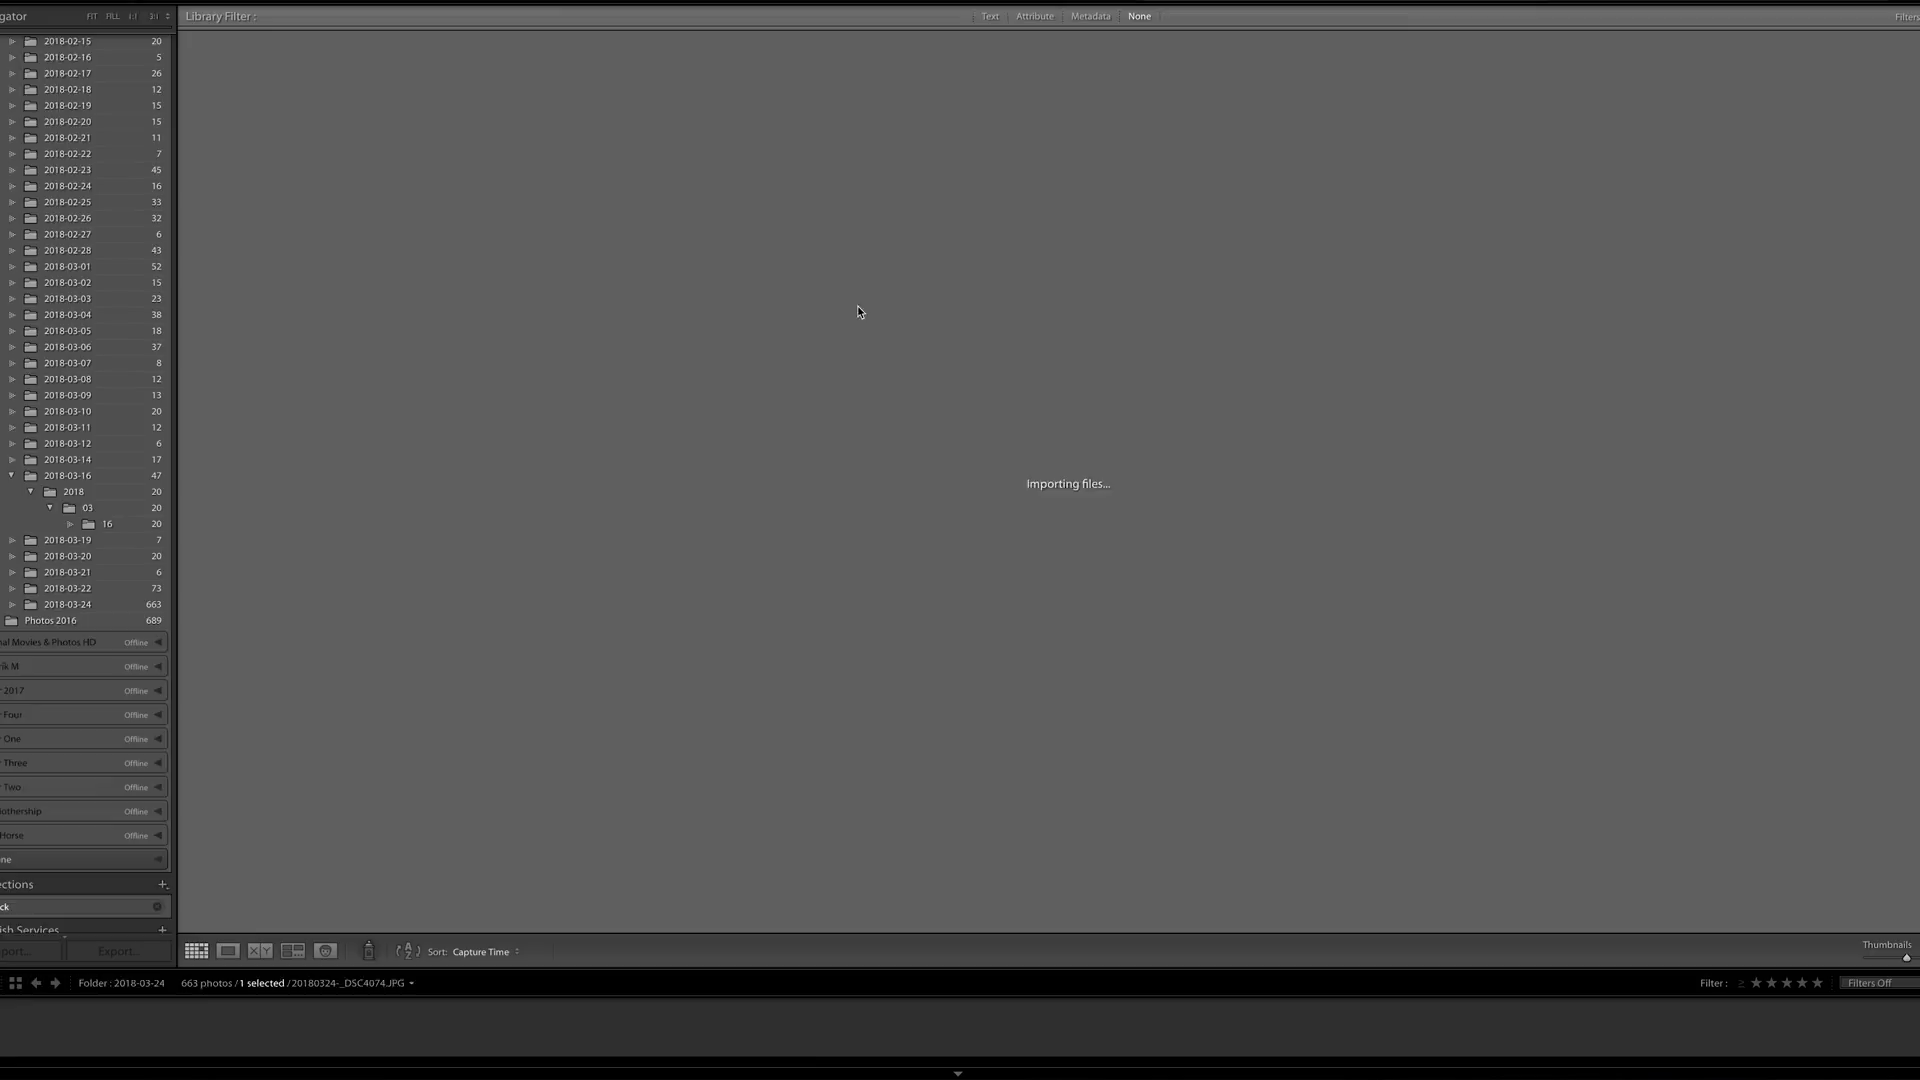 gator FIT FILL 1:1 3:1
Library Filter : Text Attribute Metadata None Filters
2018-02-15 20
2018-02-16 5
2018-02-17 26
2018-02-18 12
2018-02-19 15
2018-02-20 15
2018-02-21 11
2018-02-22 7
2018-02-23 45
2018-02-24 16
2018-02-25 33
2018-02-26 32
2018-02-27 6
2018-02-28 43
2018-03-01 52
2018-03-02 15
2018-03-03 23
2018-03-04 38
2018-03-05 18
2018-03-06 37
2018-03-07 8
2018-03-08 12
2018-03-09 13
2018-03-10 20
2018-03-11 12
2018-03-12 6
2018-03-14 17
2018-03-16 47
2018 20
03 20
16 20
2018-03-19 7
2018-03-20 20
2018-03-21 6
2018-03-22 73
2018-03-24 663
Photos 2016 689
nal Movies & Photos HD Offline
rik M Offline
r 2017 Offline
r Four Offline
r One Offline
r Three Offline
r Two Offline
othership Offline
Horse Offline
ne
ections +
ck
ish Services +
port... Export...
Importing files...
XY Sort: Capture Time
Thumbnails
Folder : 2018-03-24 663 photos / 1 selected / 20180324-_DSC4074.JPG
Filter : ≥ ★★★★★ Filters Off